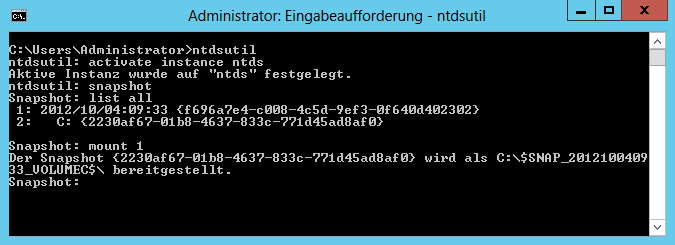 Administrator: Eingabeaufforderung - ntdsutil
C:\Users\Administrator>ntdsutil
ntdsutil: activate instance ntds
Aktive Instanz wurde auf "ntds" festgelegt.
ntdsutil: snapshot
Snapshot: list all
 1: 2012/10/04:09:33 {f696a7e4-c008-4c5d-9ef3-0f640d402302}
 2:   C: {2230af67-01b8-4637-833c-771d45ad8af0}
Snapshot: mount 1
Der Snapshot {2230af67-01b8-4637-833c-771d45ad8af0} wird als C:\$SNAP_2012100409
33_VOLUMEC$\ bereitgestellt.
Snapshot: